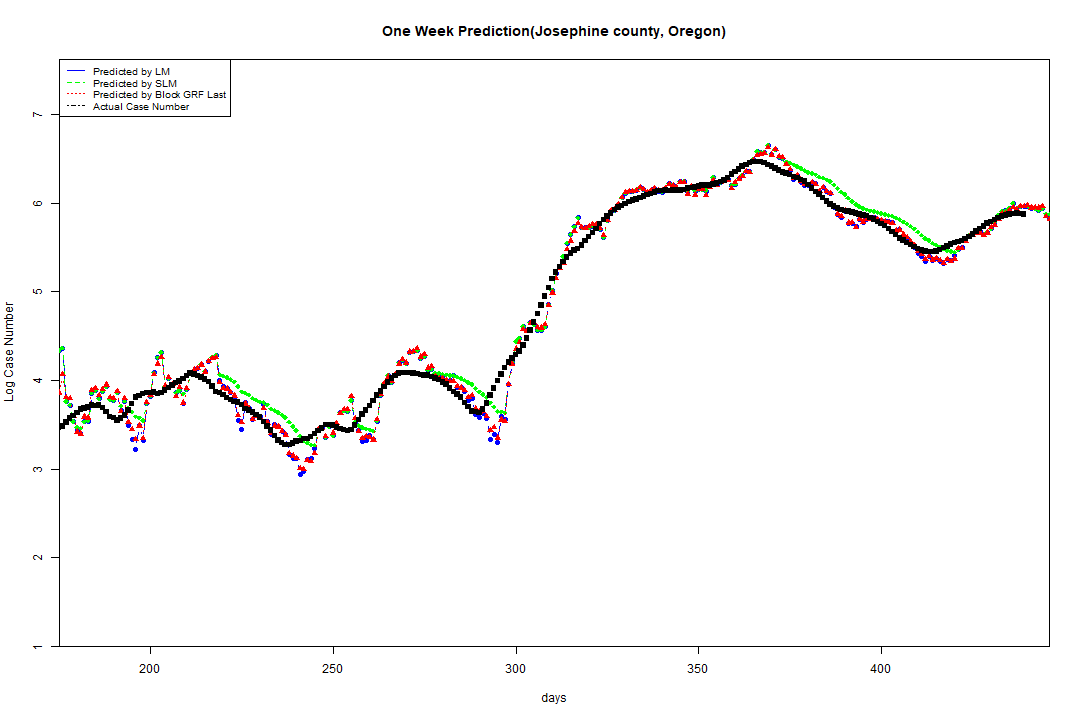 One Week Prediction(Josephine county, Oregon)
Predicted by LM
Predicted by SLM
Predicted by Block GRF Last
Actual Case Number
7
6
5
4
3
2
1
Log Case Number
200 250 300 350 400
days